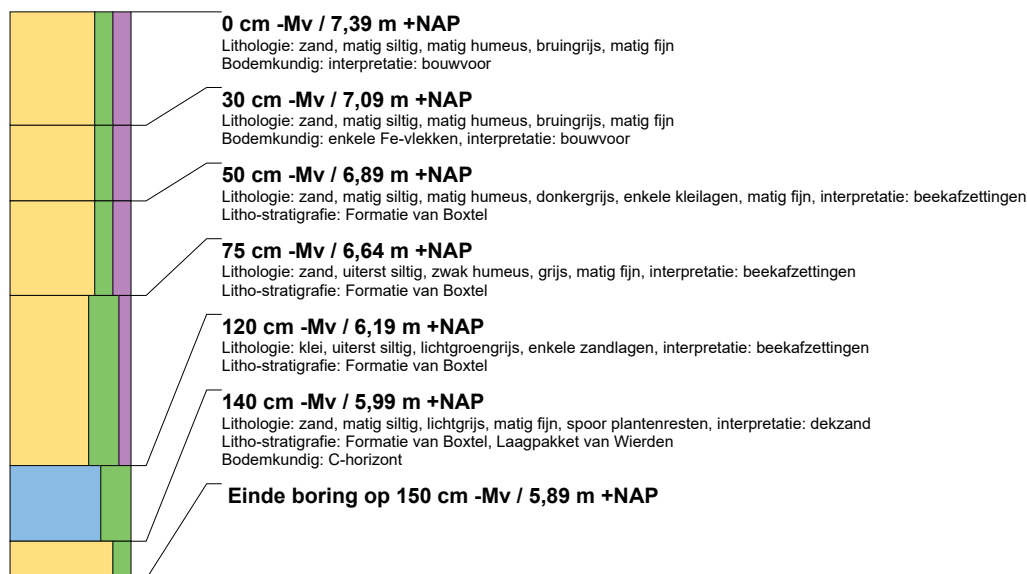 0 cm -Mv / 7,39 m +NAP
Lithologie: zand, matig siltig, matig humeus, bruingrijs, matig fijn
Bodemkundig: interpretatie: bouwvoor
30 cm -Mv / 7,09 m +NAP
Lithologie: zand, matig siltig, matig humeus, bruingrijs, matig fijn
Bodemkundig: enkele Fe-vlekken, interpretatie: bouwvoor
50 cm -Mv / 6,89 m +NAP
Lithologie: zand, matig siltig, matig humeus, donkergrijs, enkele kleilagen, matig fijn, interpretatie: beekafzettingen
Litho-stratigrafie: Formatie van Boxtel
75 cm -Mv / 6,64 m +NAP
Lithologie: zand, uiterst siltig, zwak humeus, grijs, matig fijn, interpretatie: beekafzettingen
Litho-stratigrafie: Formatie van Boxtel
120 cm -Mv / 6,19 m +NAP
Lithologie: klei, uiterst siltig, lichtgroengrijs, enkele zandlagen, interpretatie: beekafzettingen
Litho-stratigrafie: Formatie van Boxtel
140 cm -Mv / 5,99 m +NAP
Lithologie: zand, matig siltig, lichtgrijs, matig fijn, spoor plantenresten, interpretatie: dekzand
Litho-stratigrafie: Formatie van Boxtel, Laagpakket van Wierden
Bodemkundig: C-horizont
Einde boring op 150 cm -Mv / 5,89 m +NAP